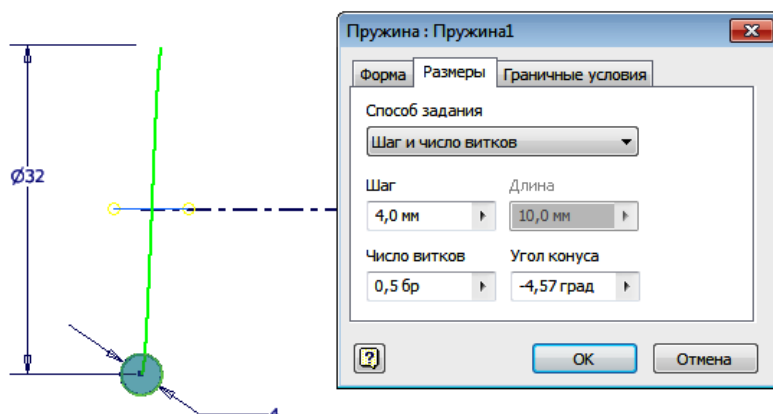 Пружина : Пружина1
Форма Размеры Граничные условия
Способ задания
Шаг и число витков
Шаг Длина
4,0 мм 10,0 мм
Число витков Угол конуса
0,5 бр -4,57 град
OK Отмена
Ø32